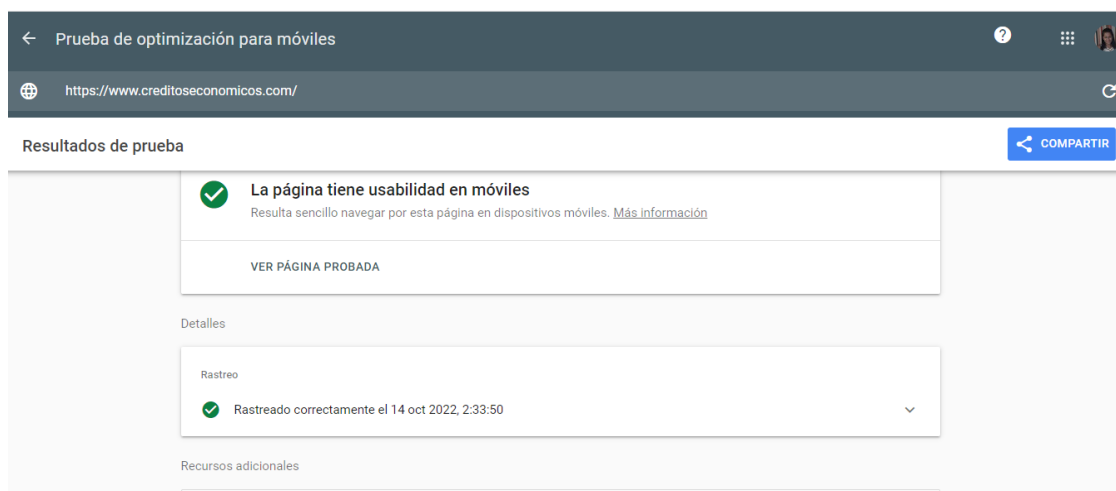 Prueba de optimización para móviles
https://www.creditoseconomicos.com/
Resultados de prueba
COMPARTIR
La página tiene usabilidad en móviles
Resulta sencillo navegar por esta página en dispositivos móviles. Más información
VER PÁGINA PROBADA
Detalles
Rastreo
Rastreado correctamente el 14 oct 2022, 2:33:50
Recursos adicionales